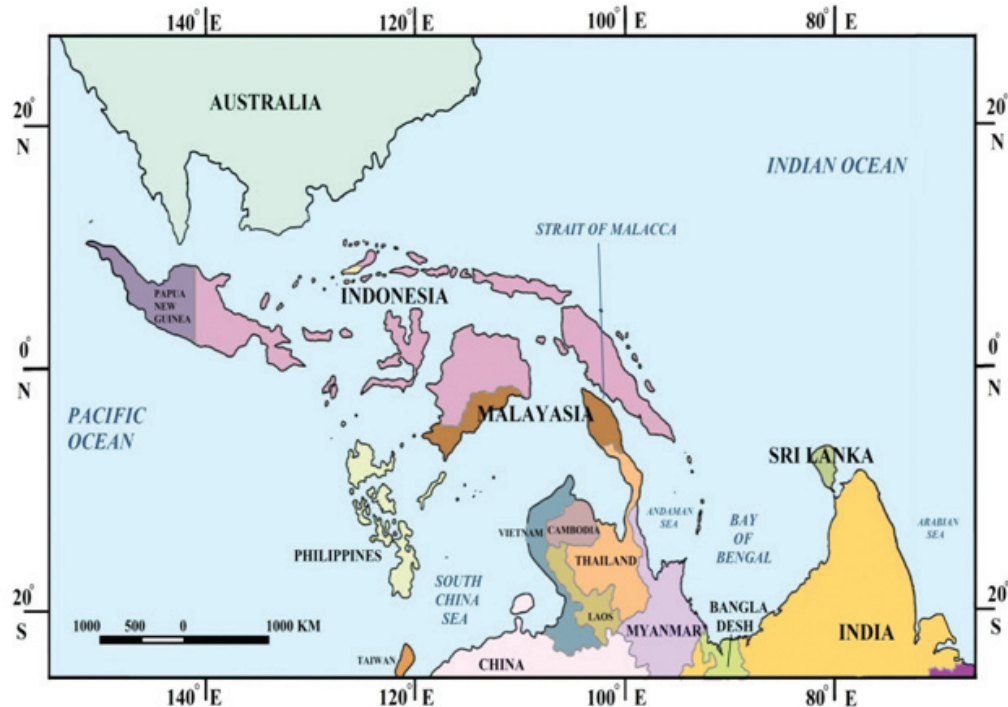 140° E
120° E
100° E
80° E
20°
N
20°
N
AUSTRALIA
INDIAN OCEAN
STRAIT OF MALACCA
INDONESIA
PAPUA
NEW
GUINEA
0°
N
0°
N
PACIFIC
OCEAN
MALAYASIA
SRI LANKA
VIETNAM
CAMBODIA
ANDAMAN
SEA
BAY
OF
BENGAL
ARABIAN
SEA
PHILIPPINES
THAILAND
SOUTH
CHINA
SEA
LAOS
MYANMAR
BANGLA
DESH
INDIA
20°
S
20°
S
1000 500 0 1000 KM
TAIWAN
CHINA
140° E
120° E
100° E
80° E